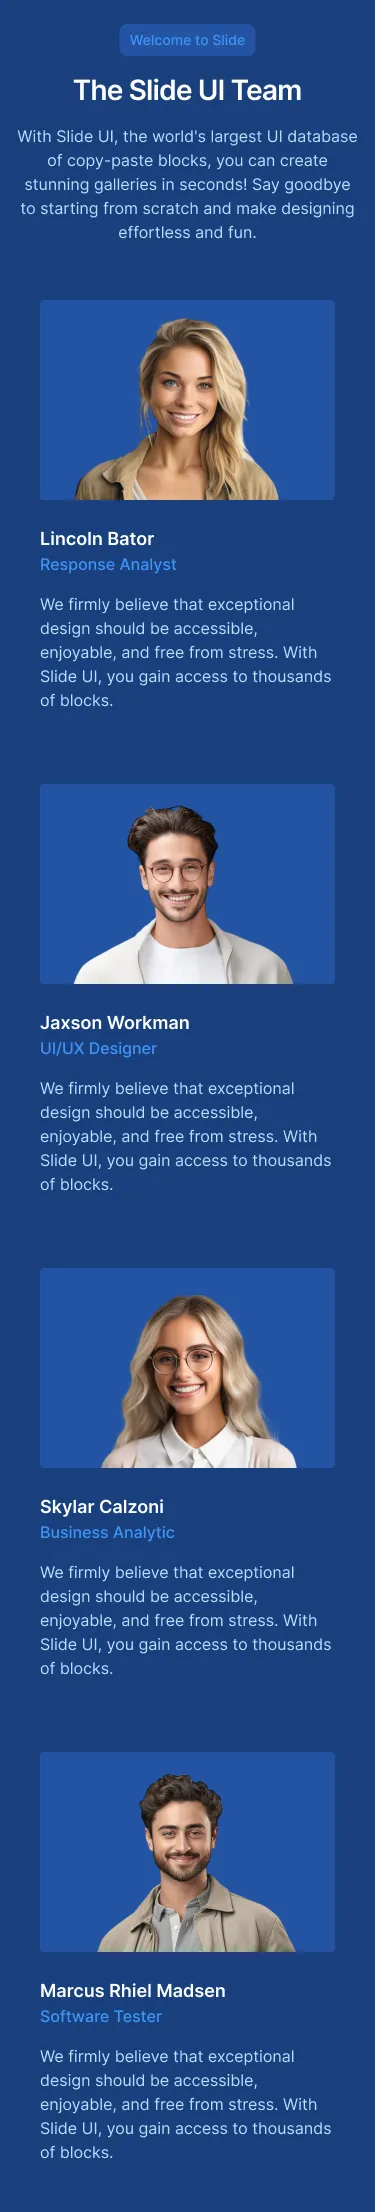 Welcome to Slide
The Slide UI Team
With Slide UI, the world's largest UI database
of copy-paste blocks, you can create
stunning galleries in seconds! Say goodbye
to starting from scratch and make designing
effortless and fun.
Lincoln Bator
Response Analyst
We firmly believe that exceptional
design should be accessible,
enjoyable, and free from stress. With
Slide UI, you gain access to thousands
of blocks.
Jaxson Workman
UI/UX Designer
We firmly believe that exceptional
design should be accessible,
enjoyable, and free from stress. With
Slide UI, you gain access to thousands
of blocks.
Skylar Calzoni
Business Analytic
We firmly believe that exceptional
design should be accessible,
enjoyable, and free from stress. With
Slide UI, you gain access to thousands
of blocks.
Marcus Rhiel Madsen
Software Tester
We firmly believe that exceptional
design should be accessible,
enjoyable, and free from stress. With
Slide UI, you gain access to thousands
of blocks.